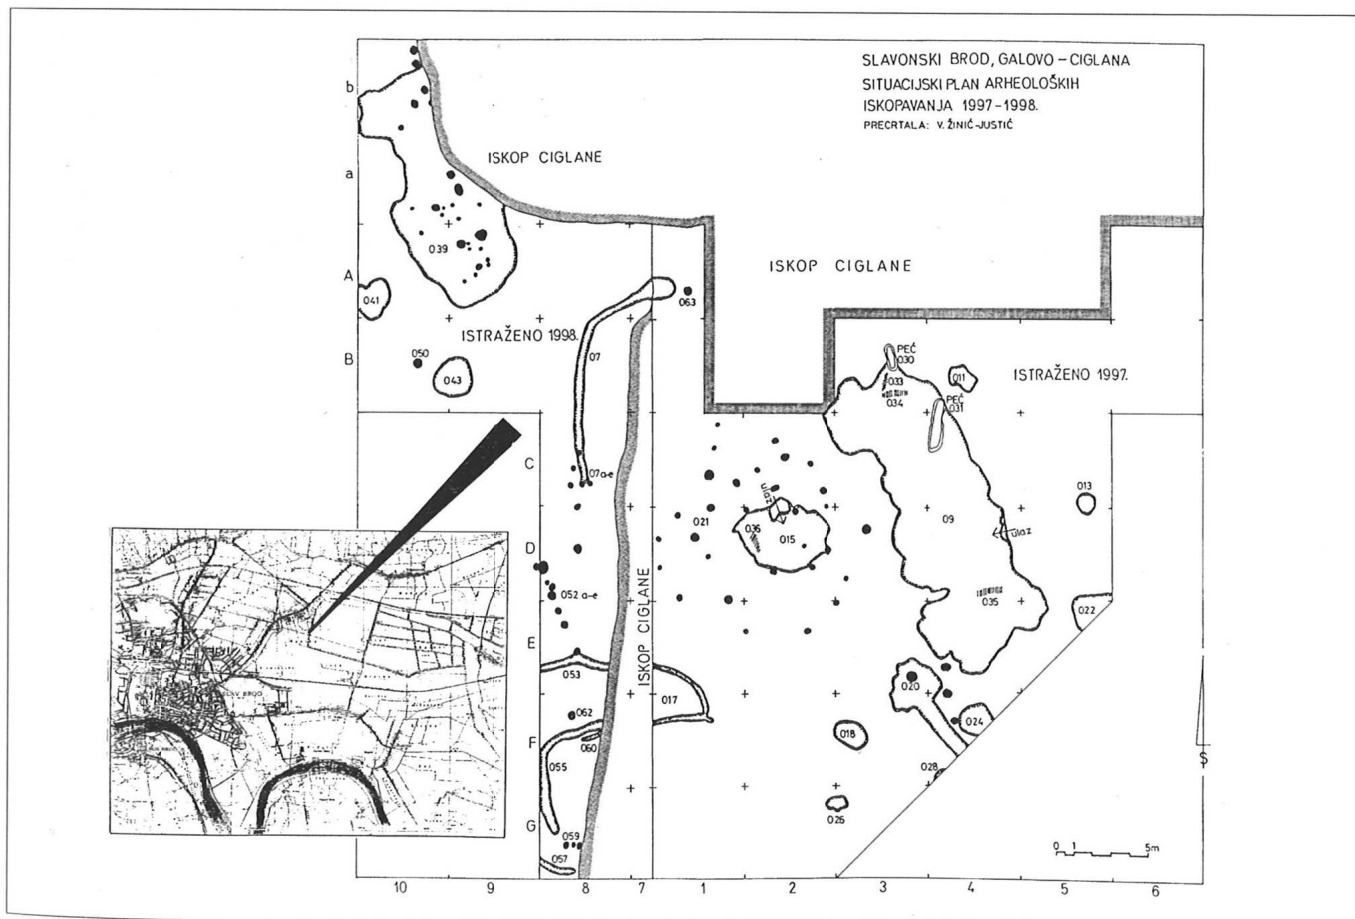 SLAVONSKI BROD, GALOVO – CIGLANA
SITUACIJSKI PLAN ARHEOLOŠKIH
ISKOPAVANJA 1997-1998.
PRECRTALA: V. ŽINIĆ-JUSTIĆ
b
ISKOP CIGLANE
a
039
ISKOP CIGLANE
A
041
063
ISTRAŽENO 1998.
B
050
043
07
PEĆ
030
033
034
011
ISTRAŽENO 1997.
PEĆ
031
C
07a-e
ulaz
013
021
036
015
09
ulaz
D
052 a-e
035
022
ISKOP CIGLANE
E
053
017
020
062
024
018
F
060
055
028
S
026
G
059
057
0 1 5m
10 9 8 7 1 2 3 4 5 6